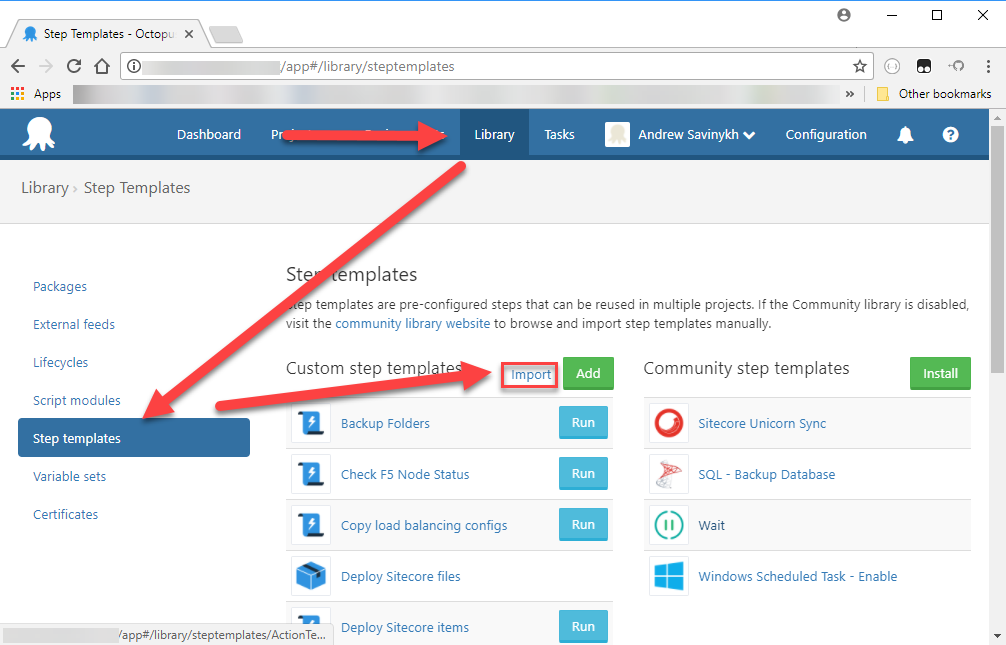 Step Templates - Octopu
/app#/library/steptemplates
Apps
»
Other bookmarks
Dashboard
Library
Tasks
Andrew Savinykh
Configuration
Library › Step Templates
Packages
External feeds
Lifecycles
Script modules
Step templates
Variable sets
Certificates
Step templates
Step templates are pre-configured steps that can be reused in multiple projects. If the Community library is disabled,
visit the community library website to browse and import step templates manually.
Custom step templates
Import
Add
Backup Folders
Run
Check F5 Node Status
Run
Copy load balancing configs
Run
Deploy Sitecore files
Deploy Sitecore items
Run
Community step templates
Install
Sitecore Unicorn Sync
SQL - Backup Database
Wait
Windows Scheduled Task - Enable
/app#/library/steptemplates/ActionTe...